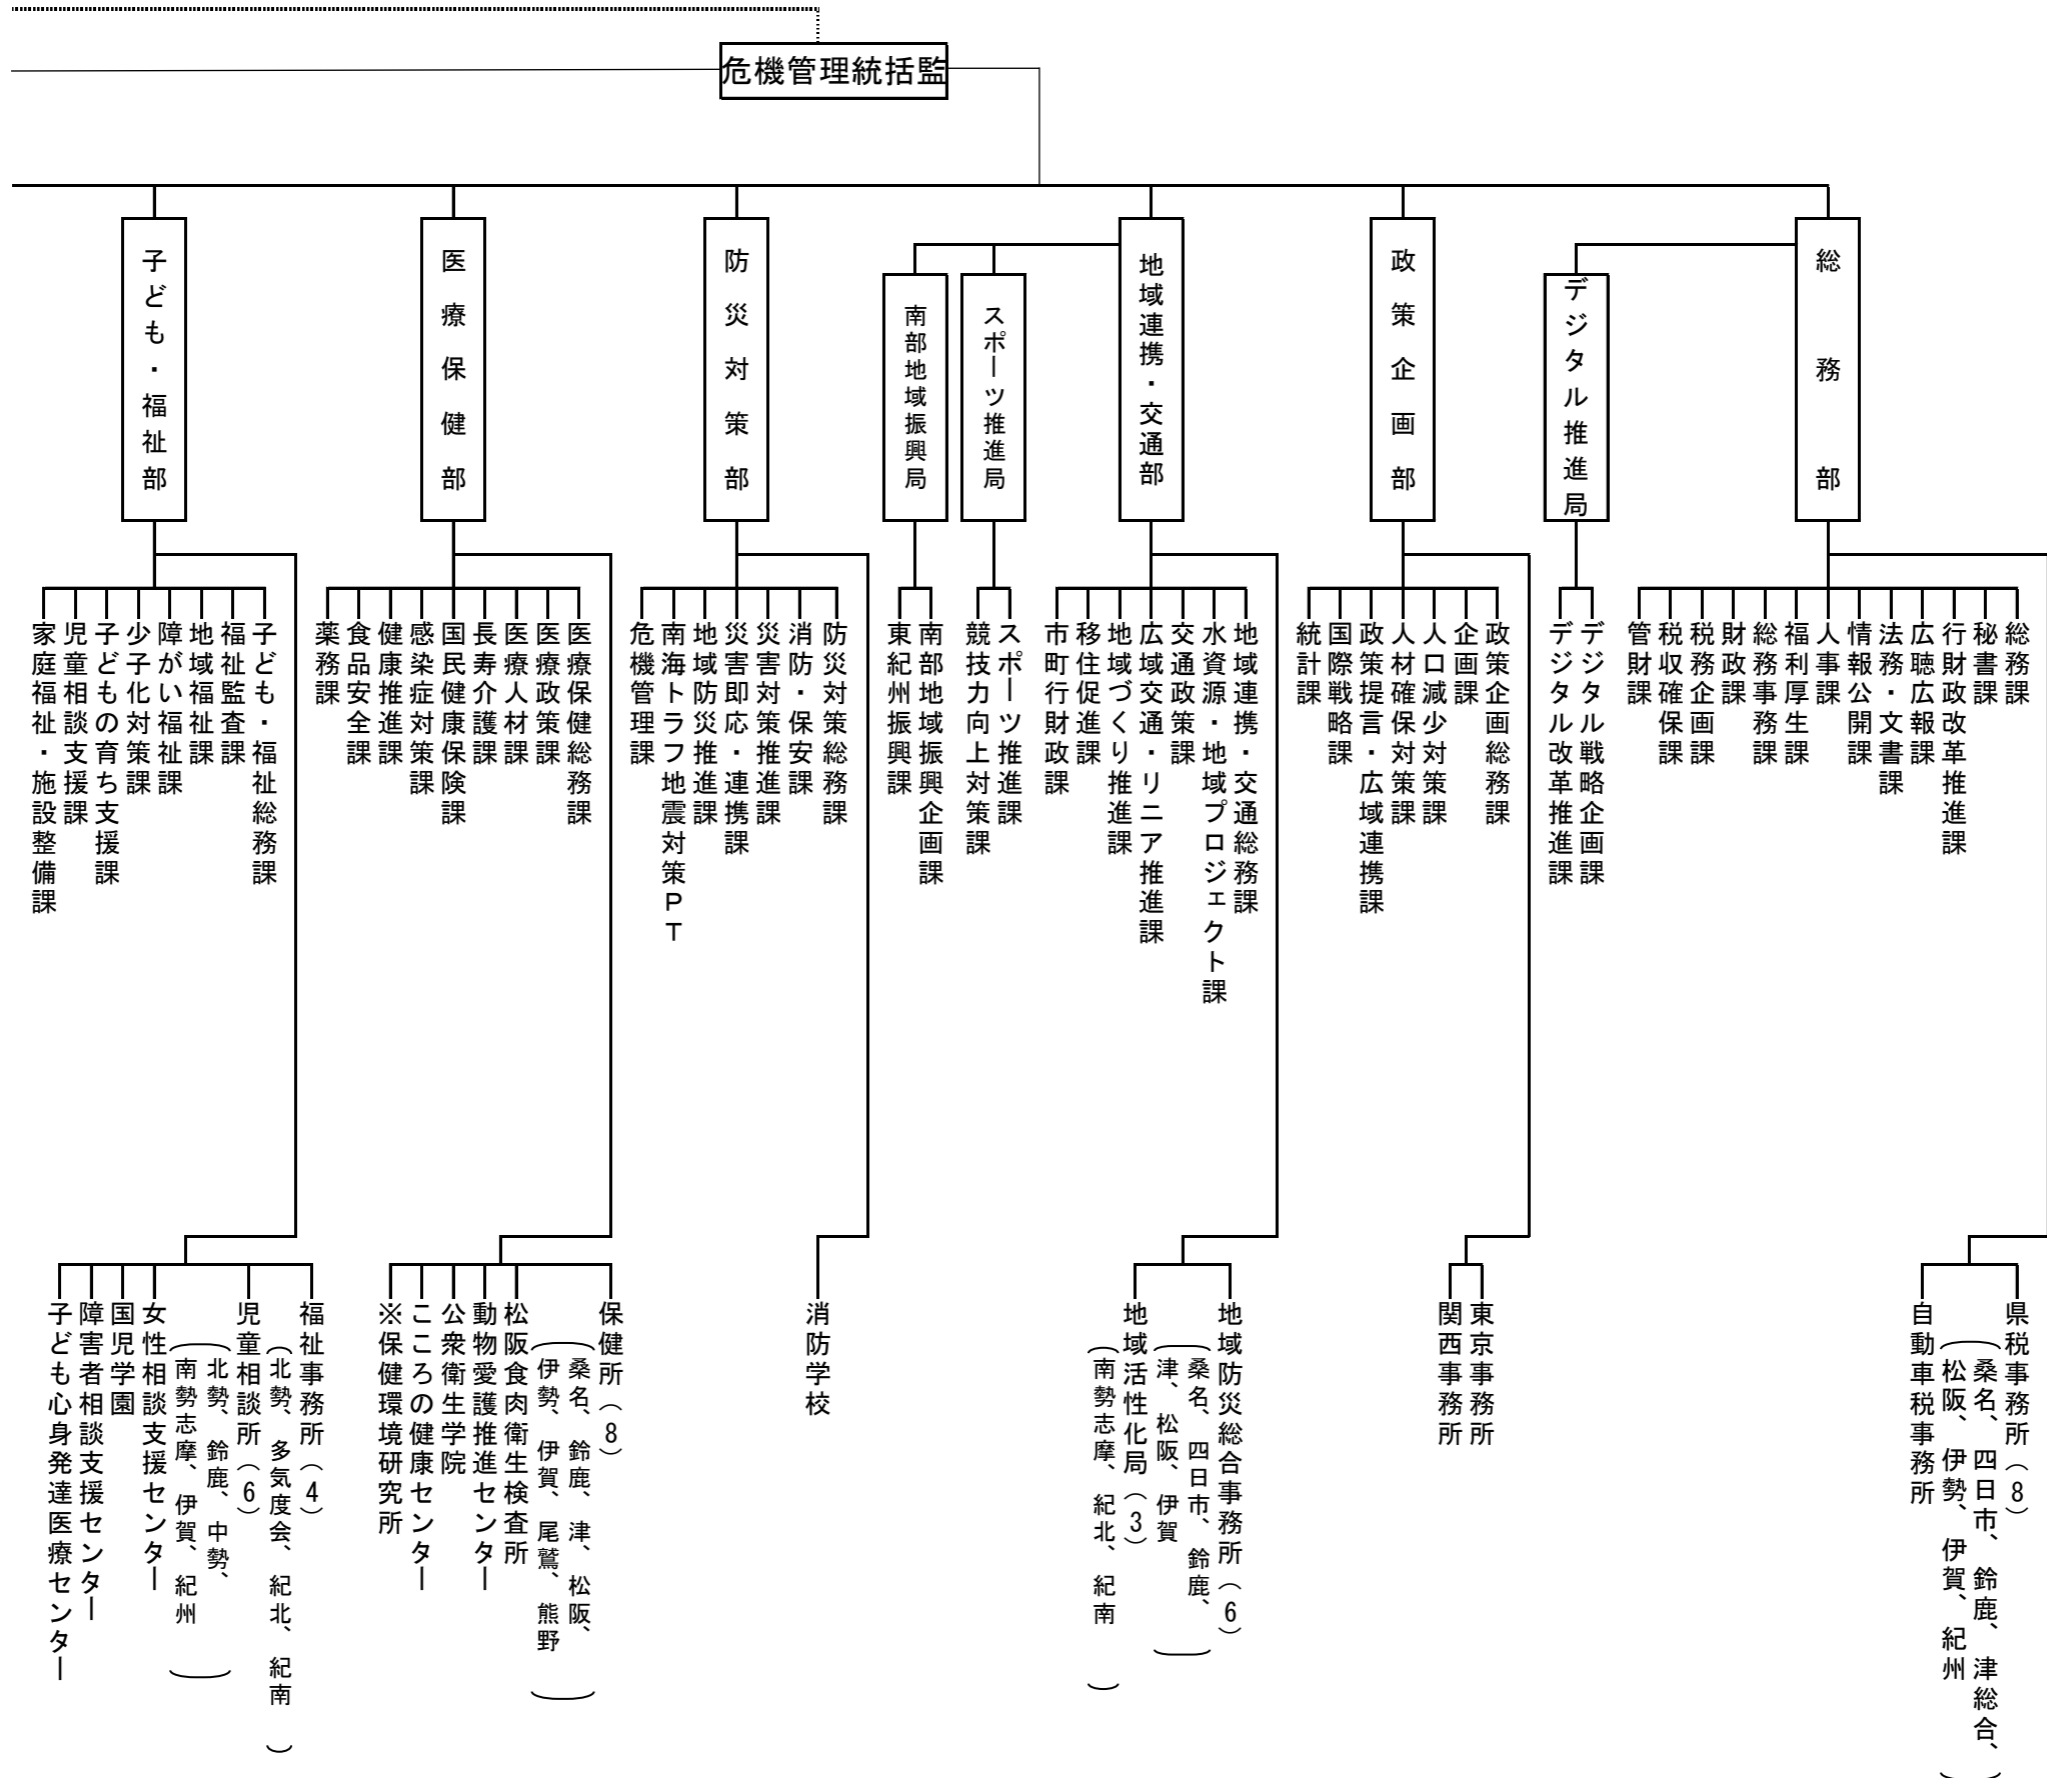 危機管理統括監
総務部
デジタル推進局
政策企画部
地域連携・交通部
スポーツ推進局
南部地域振興局
防災対策部
医療保健部
子ども・福祉部
総務課
秘書課
行財政改革推進課
広聴広報課
法務・文書課
情報公開課
人事課
福利厚生課
総務事務課
財政課
税務企画課
税収確保課
管財課
デジタル戦略企画課
デジタル改革推進課
政策企画総務課
企画課
人口減少対策課
人材確保対策課
政策提言・広域連携課
国際戦略課
統計課
地域連携・交通総務課
水資源・地域プロジェクト課
交通政策課
広域交通・リニア推進課
地域づくり推進課
移住促進課
市町行財政課
スポーツ推進課
競技力向上対策課
南部地域振興企画課
東紀州振興課
防災対策総務課
消防・保安課
災害対策推進課
災害即応・連携課
地域防災推進課
南海トラフ地震対策ＰＴ
危機管理課
医療保健総務課
医療政策課
医療人材課
長寿介護課
国民健康保険課
感染症対策課
健康推進課
食品安全課
薬務課
子ども・福祉総務課
福祉監査課
地域福祉課
障がい福祉課
少子化対策課
子どもの育ち支援課
児童相談支援課
家庭福祉・施設整備課
県税事務所（8）
（桑名、四日市、鈴鹿、津総合、
松阪、伊勢、伊賀、紀州
自動車税事務所
東京事務所
関西事務所
地域防災総合事務所（6）
（桑名、四日市、鈴鹿、
津、松阪、伊賀）
地域活性化局（3）
（南勢志摩、紀北、紀南）
消防学校
保健所（8）
（桑名、鈴鹿、津、松阪、
伊勢、伊賀、尾鷲、熊野）
松阪食肉衛生検査所
動物愛護推進センター
公衆衛生学院
こころの健康センター
※保健環境研究所
福祉事務所（4）
（北勢、多気度会、紀北、紀南）
児童相談所（6）
（北勢、鈴鹿、中勢、
南勢志摩、伊賀、紀州）
女性相談支援センター
国児学園
障害者相談支援センター
子ども心身発達医療センター